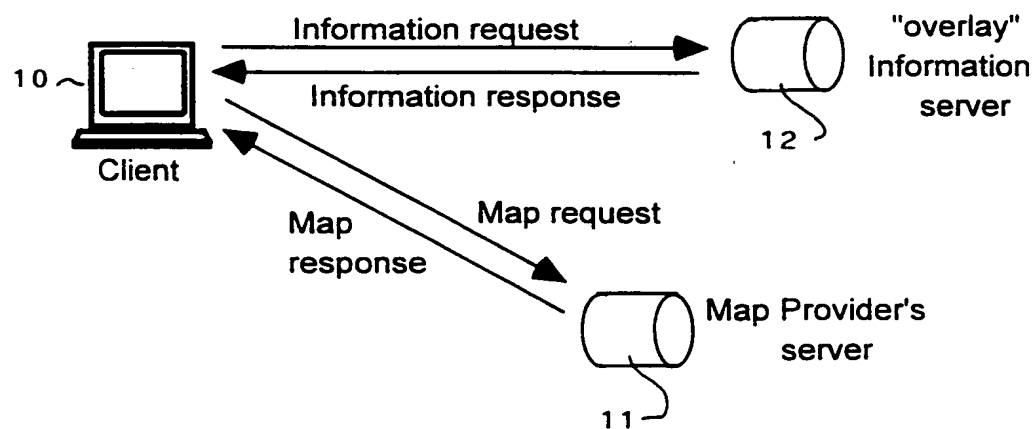 Information request
"overlay"
Information
server
10
Information response
12
Client
Map request
Map
response
Map Provider's
server
11